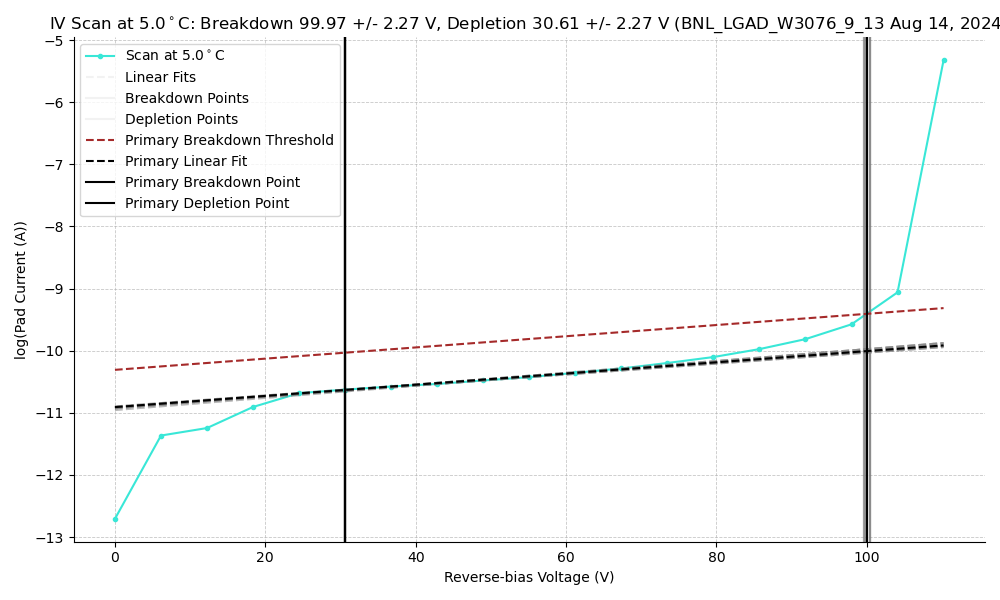 IV Scan at 5.0°C: Breakdown 99.97 +/- 2.27 V, Depletion 30.61 +/- 2.27 V (BNL_LGAD_W3076_9_13 Aug 14, 2024
Scan at 5.0°C
Linear Fits
Breakdown Points
Depletion Points
Primary Breakdown Threshold
Primary Linear Fit
Primary Breakdown Point
Primary Depletion Point
log(Pad Current (A))
−5
−6
−7
−8
−9
−10
−11
−12
−13
0 20 40 60 80 100
Reverse-bias Voltage (V)